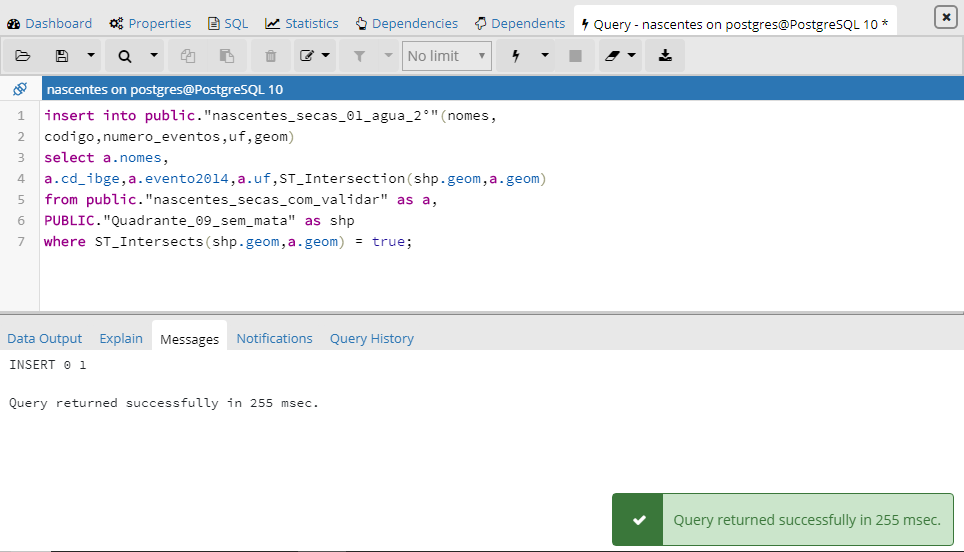 Dashboard Properties SQL Statistics Dependencies Dependents Query - nascentes on postgres@PostgreSQL 10 *
No limit
nascentes on postgres@PostgreSQL 10
1 insert into public."nascentes_secas_01_agua_2°"(nomes,
2 codigo,numero_eventos,uf,geom)
3 select a.nomes,
4 a.cd_ibge,a.evento2014,a.uf,ST_Intersection(shp.geom,a.geom)
5 from public."nascentes_secas_com_validar" as a,
6 PUBLIC."Quadrante_09_sem_mata" as shp
7 where ST_Intersects(shp.geom,a.geom) = true;
Data Output Explain Messages Notifications Query History
INSERT 0 1
Query returned successfully in 255 msec.
Query returned successfully in 255 msec.